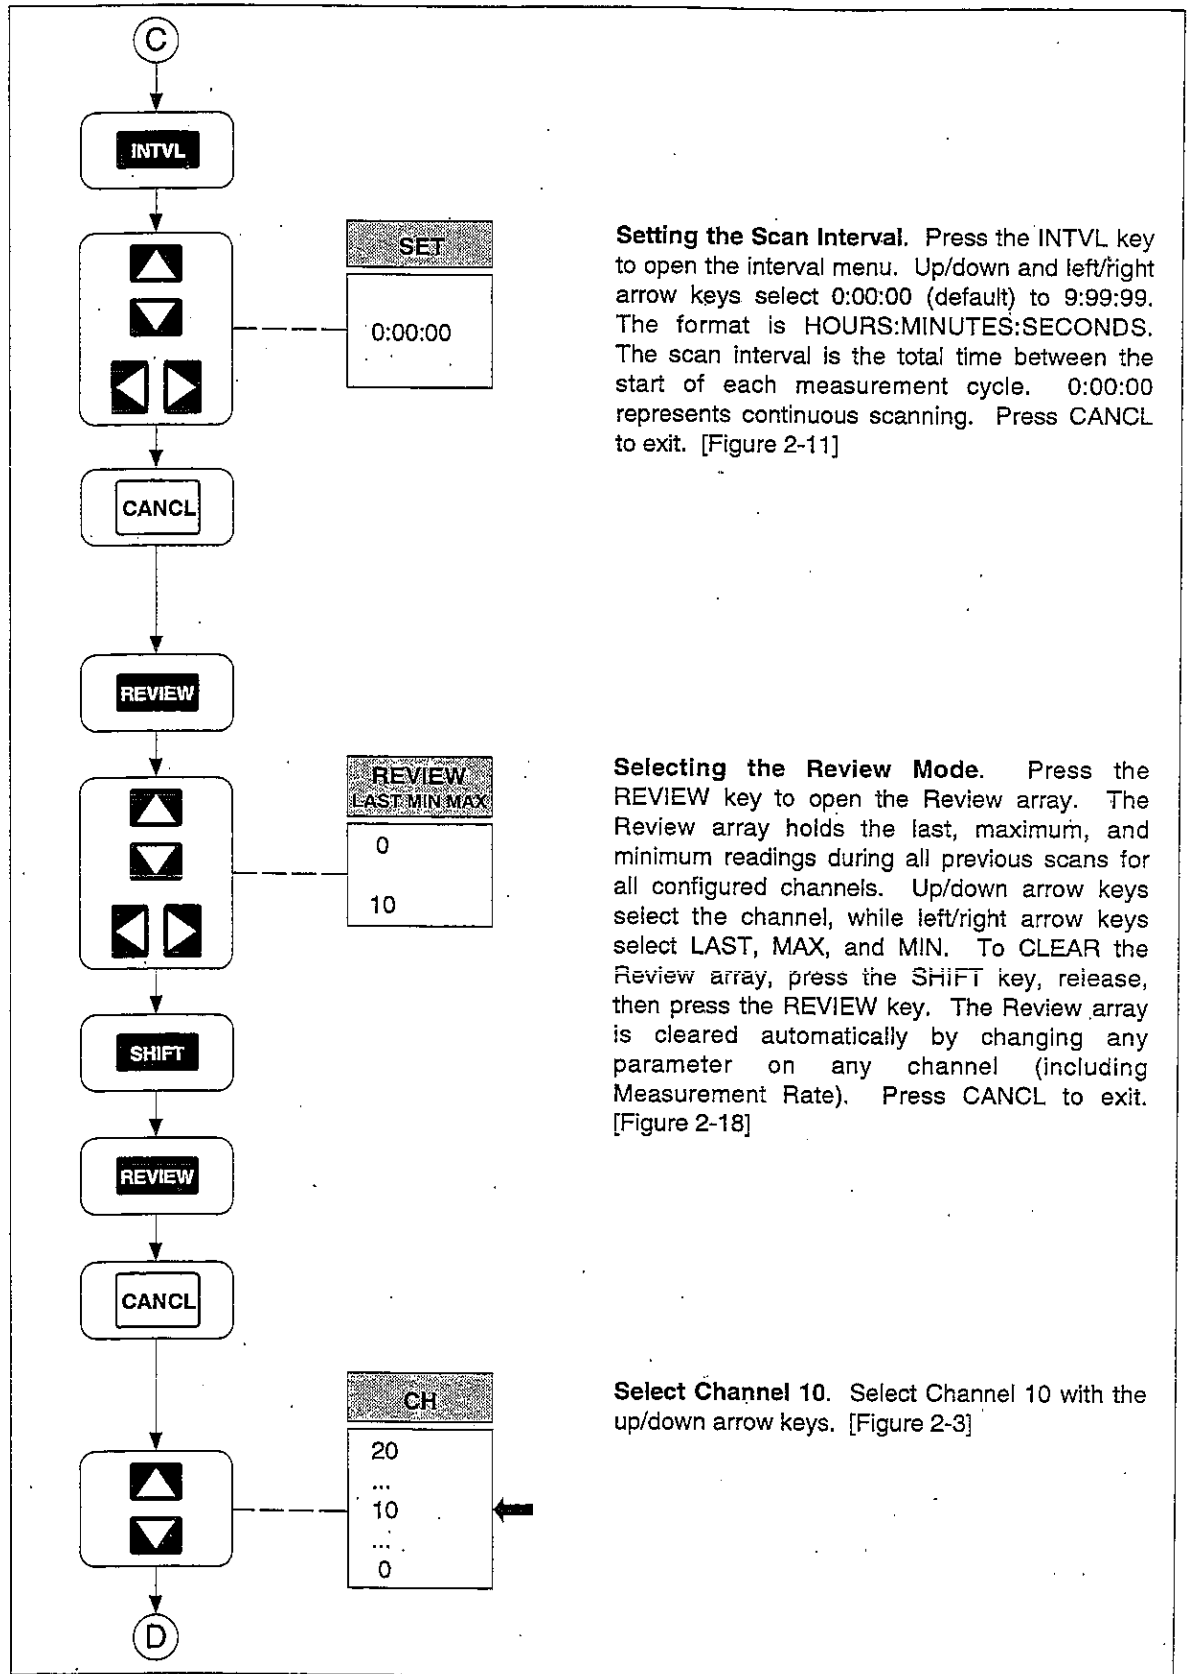 C
INTVL
SET
0:00:00
Setting the Scan Interval. Press the INTVL key
to open the interval menu. Up/down and left/right
arrow keys select 0:00:00 (default) to 9:99:99.
The format is HOURS:MINUTES:SECONDS.
The scan interval is the total time between the
start of each measurement cycle. 0:00:00
represents continuous scanning. Press CANCL
to exit. [Figure 2-11]
CANCL
REVIEW
REVIEW
LAST MIN MAX
0
10
Selecting the Review Mode. Press the
REVIEW key to open the Review array. The
Review array holds the last, maximum, and
minimum readings during all previous scans for
all configured channels. Up/down arrow keys
select the channel, while left/right arrow keys
select LAST, MAX, and MIN. To CLEAR the
Review array, press the SHIFT key, release,
then press the REVIEW key. The Review array
is cleared automatically by changing any
parameter on any channel (including
Measurement Rate). Press CANCL to exit.
[Figure 2-18]
SHIFT
REVIEW
CANCL
CH
20
...
10
...
0
Select Channel 10. Select Channel 10 with the
up/down arrow keys. [Figure 2-3]
D